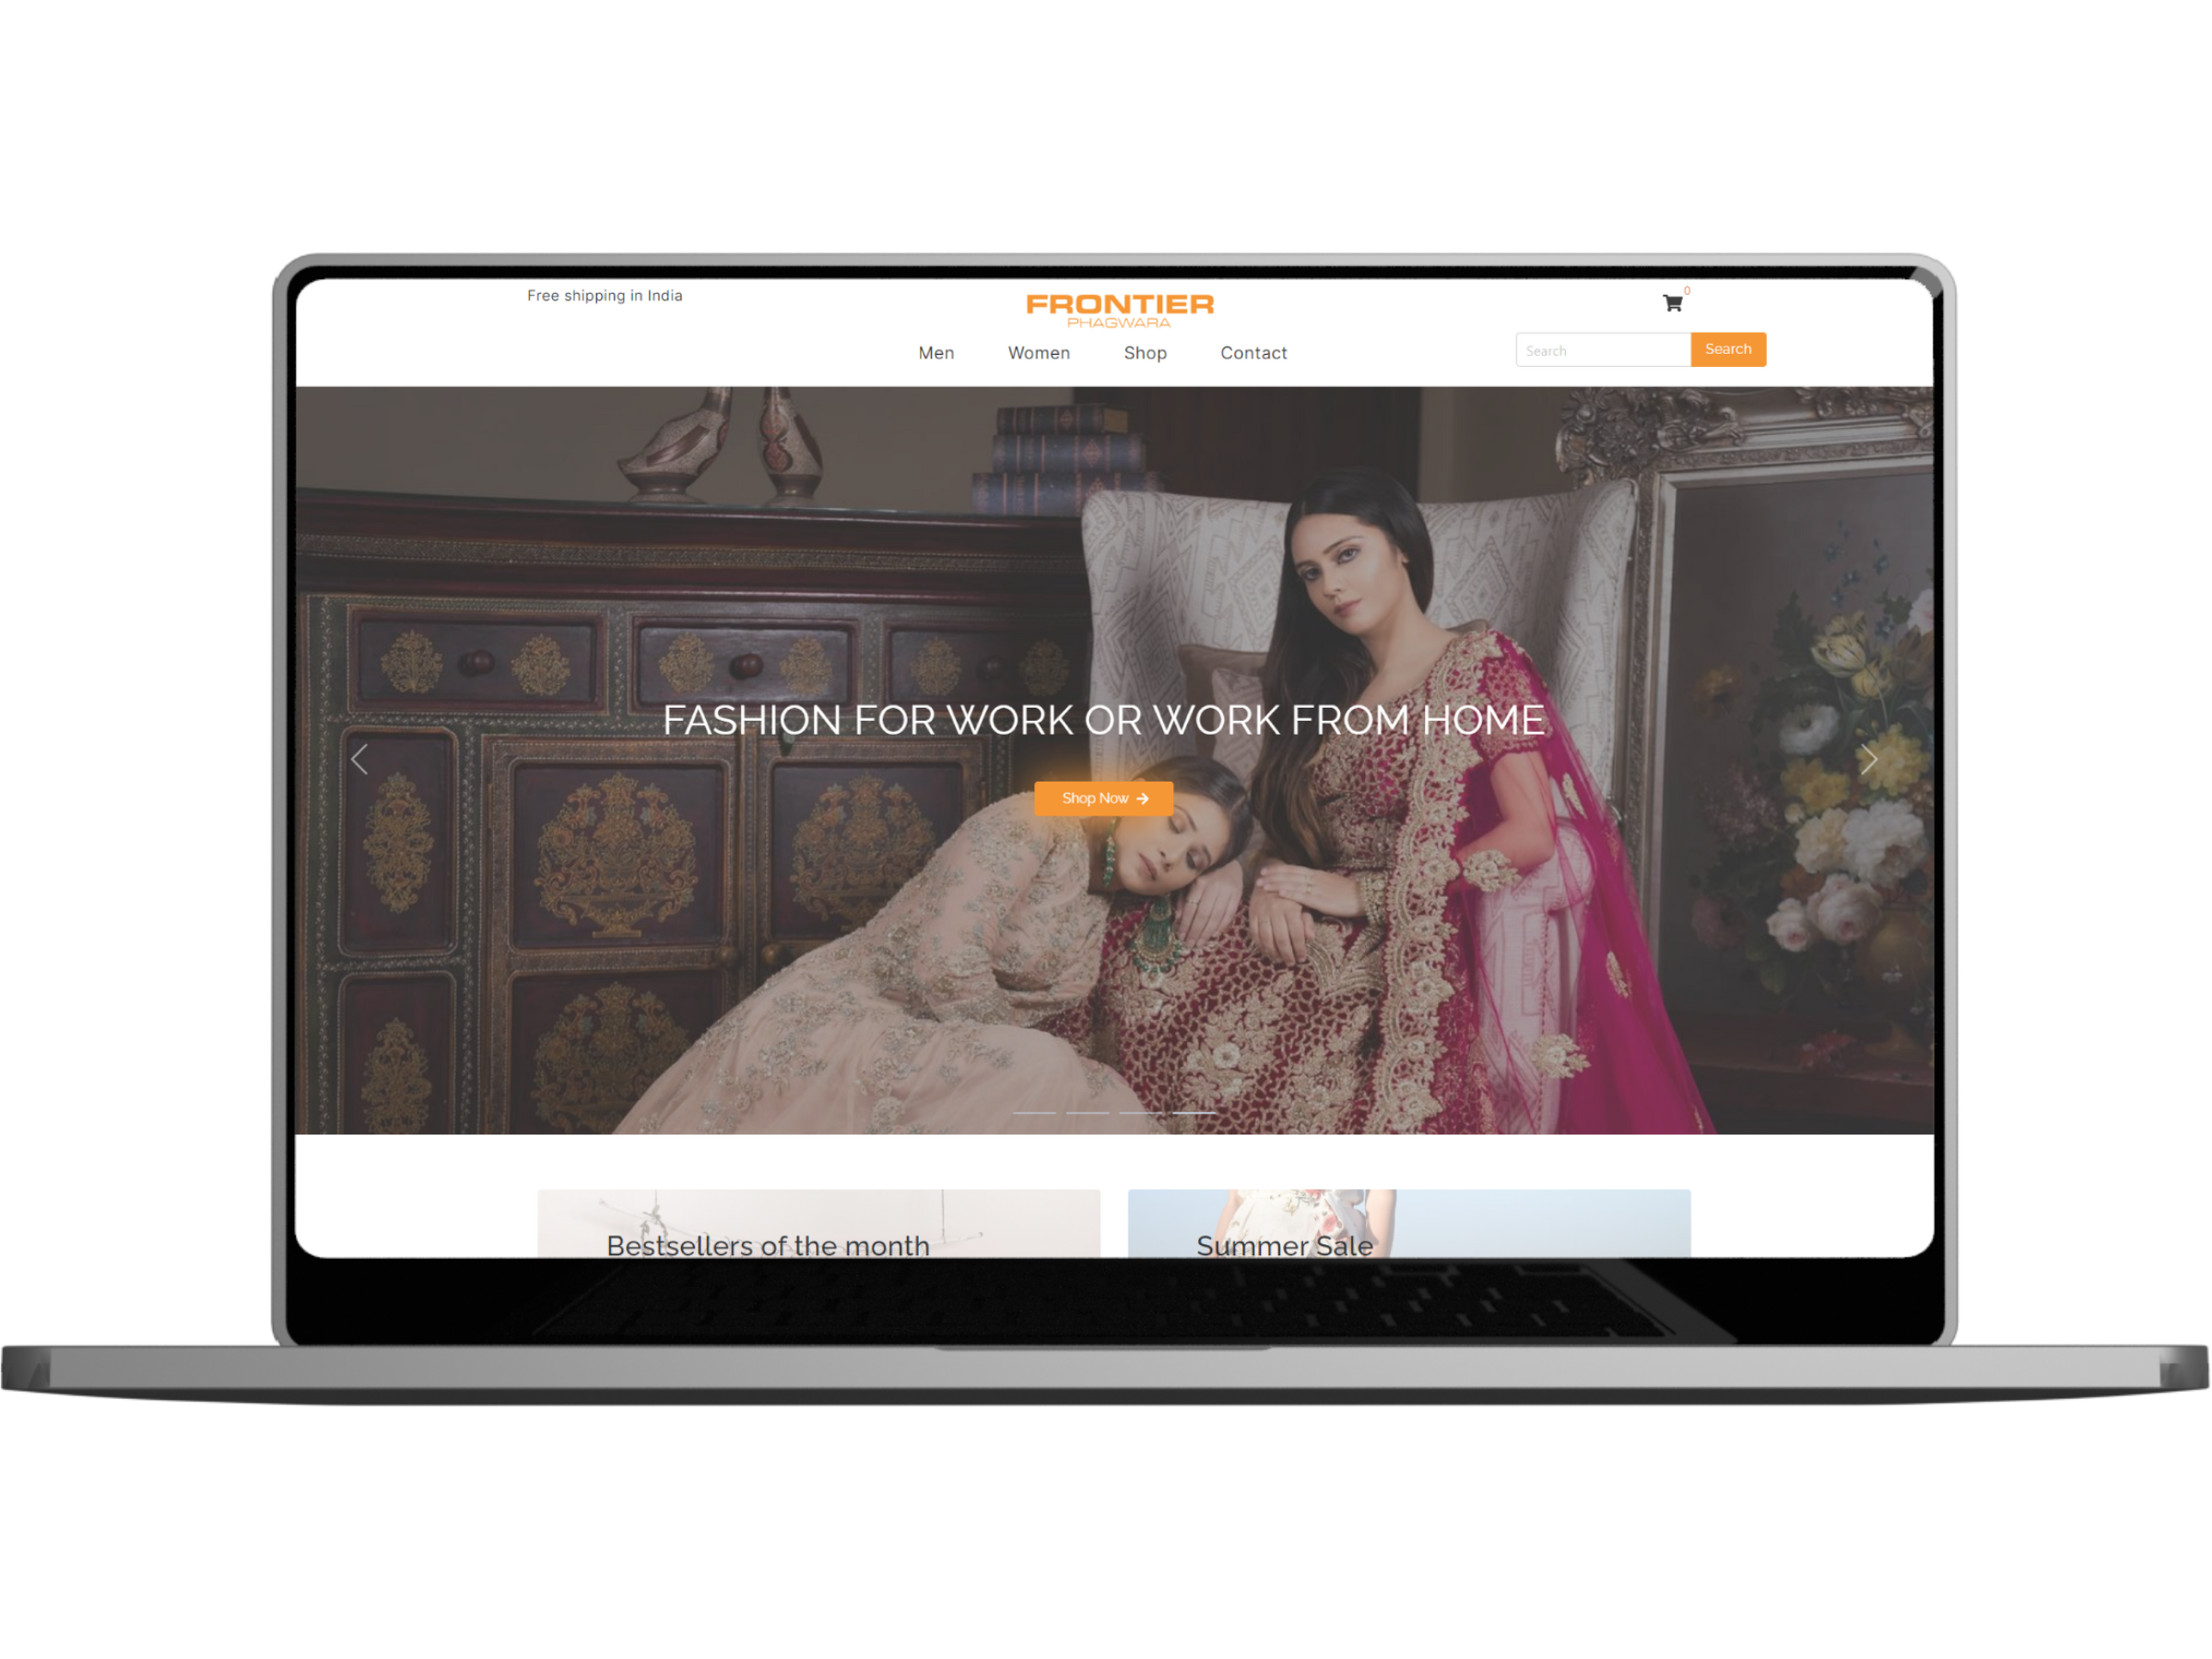 Free shipping in India
FRONTIER
PHAGWARA
0
Men Women Shop Contact
Search Search
FASHION FOR WORK OR WORK FROM HOME
Shop Now
Bestsellers of the month
Summer Sale